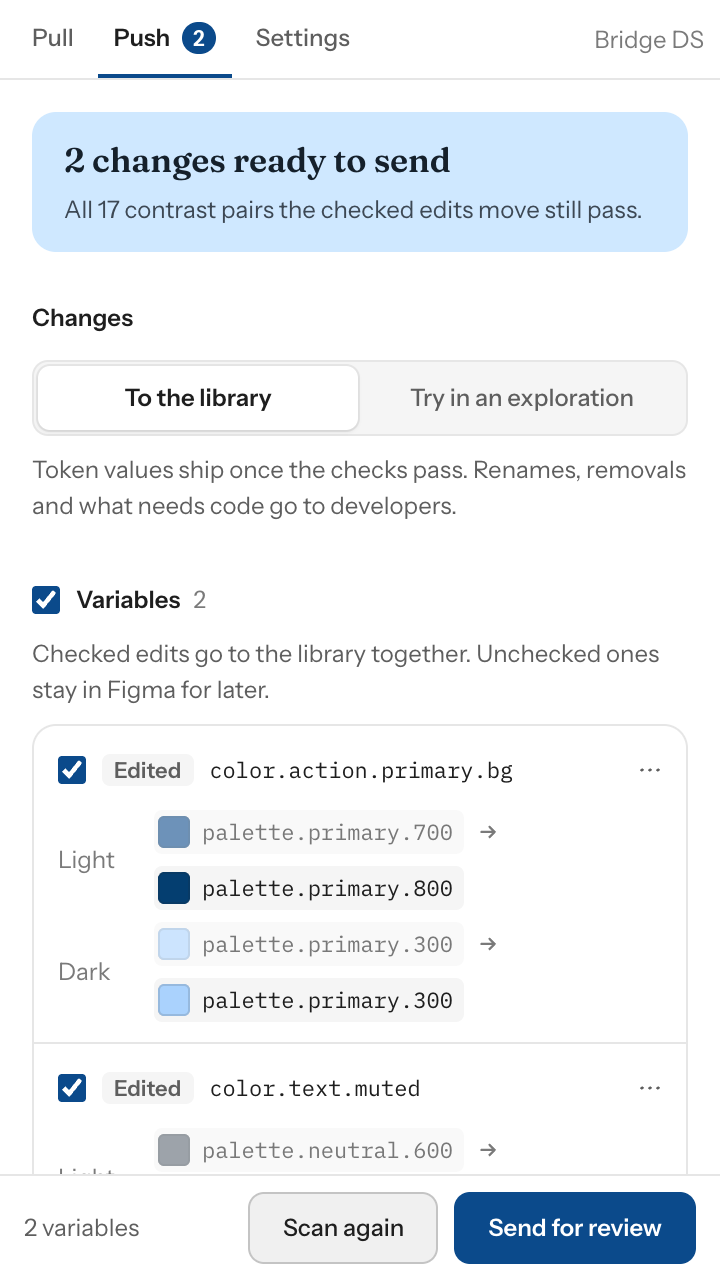 Pull Push 2 Settings Bridge DS
2 changes ready to send
All 17 contrast pairs the checked edits move still pass.
Changes
To the library Try in an exploration
Token values ship once the checks pass. Renames, removals
and what needs code go to developers.
Variables 2
Checked edits go to the library together. Unchecked ones
stay in Figma for later.
Edited color.action.primary.bg ···
Light
palette.primary.700 →
palette.primary.800
Dark
palette.primary.300 →
palette.primary.300
Edited color.text.muted ···
palette.neutral.600 →
2 variables Scan again Send for review